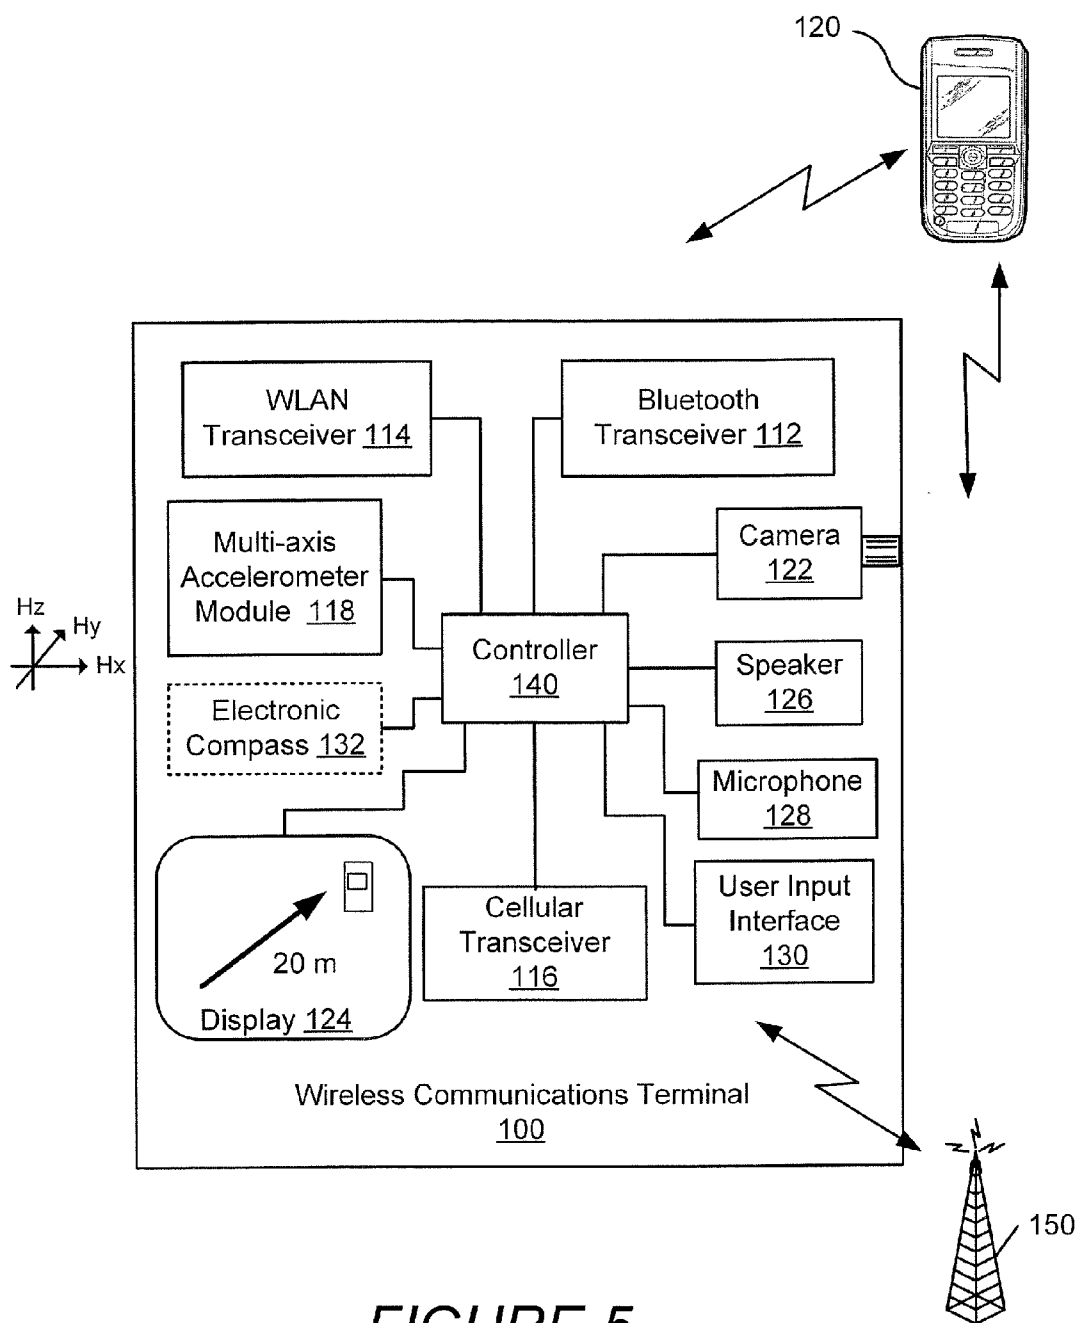 120
WLAN
Transceiver 114
Bluetooth
Transceiver 112
Multi-axis
Accelerometer
Module 118
Camera
122
Hz
Hy
Hx
Controller
140
Speaker
126
Electronic
Compass 132
Microphone
128
20 m
Display 124
Cellular
Transceiver
116
User Input
Interface
130
Wireless Communications Terminal
100
150
FIGURE 5